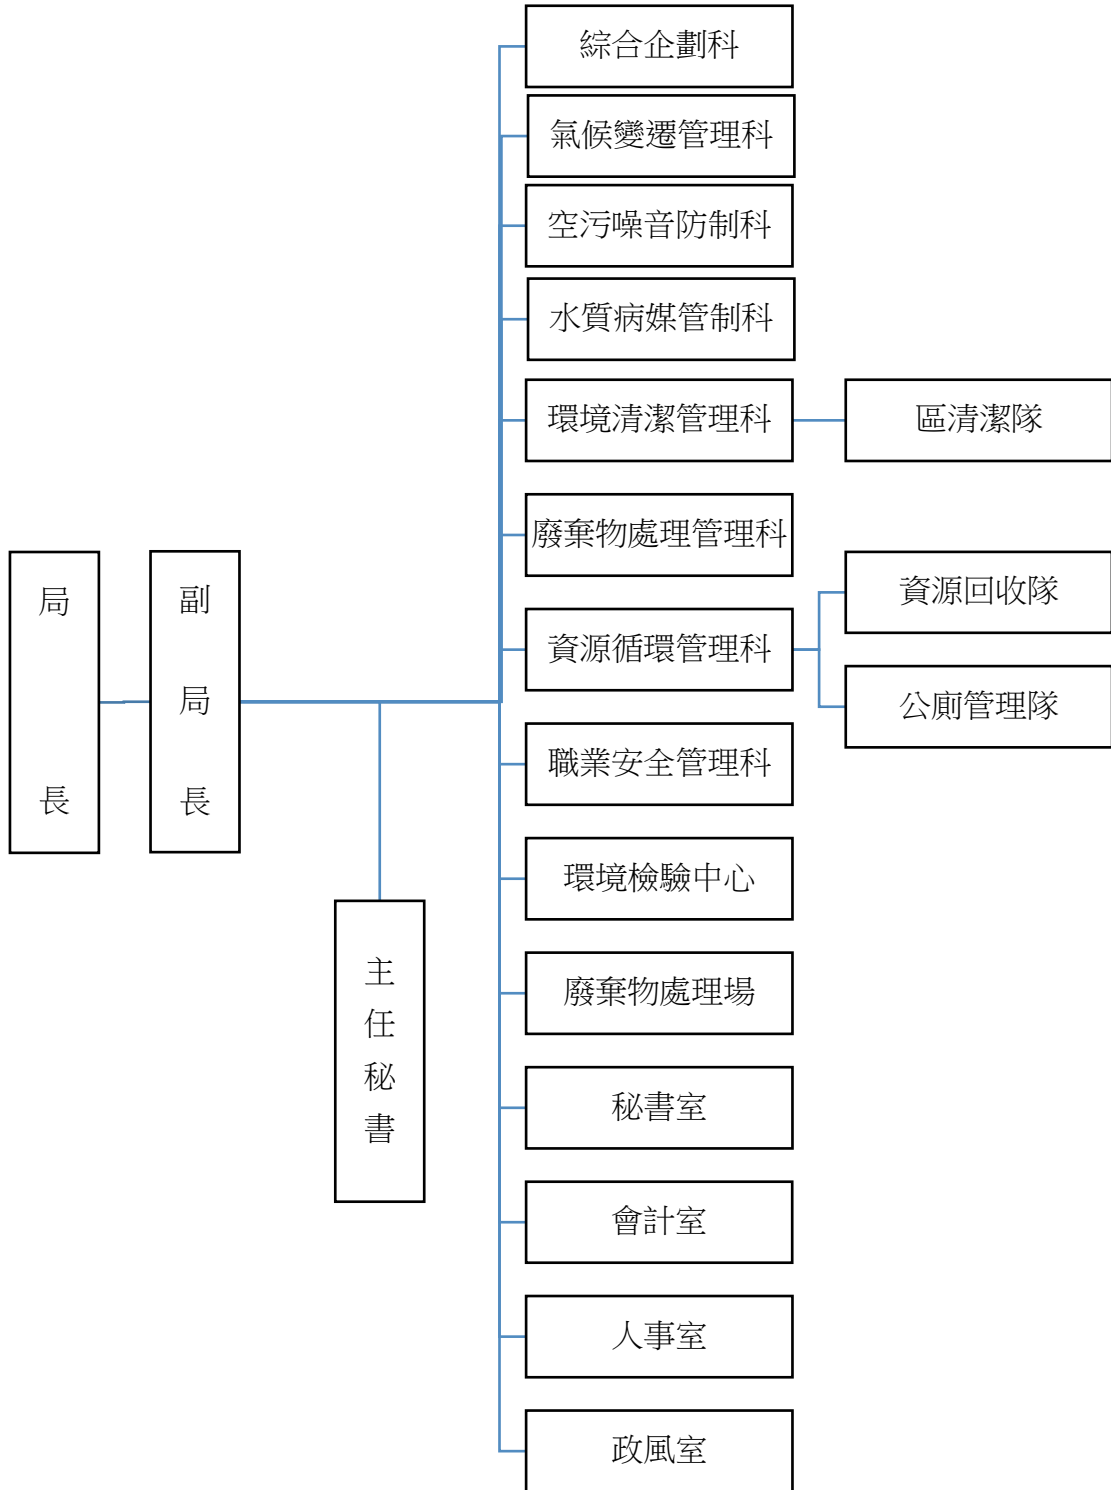 局長
副局長
主任秘書
綜合企劃科
氣候變遷管理科
空污噪音防制科
水質病媒管制科
環境清潔管理科
區清潔隊
廢棄物處理管理科
資源循環管理科
資源回收隊
公廁管理隊
職業安全管理科
環境檢驗中心
廢棄物處理場
秘書室
會計室
人事室
政風室